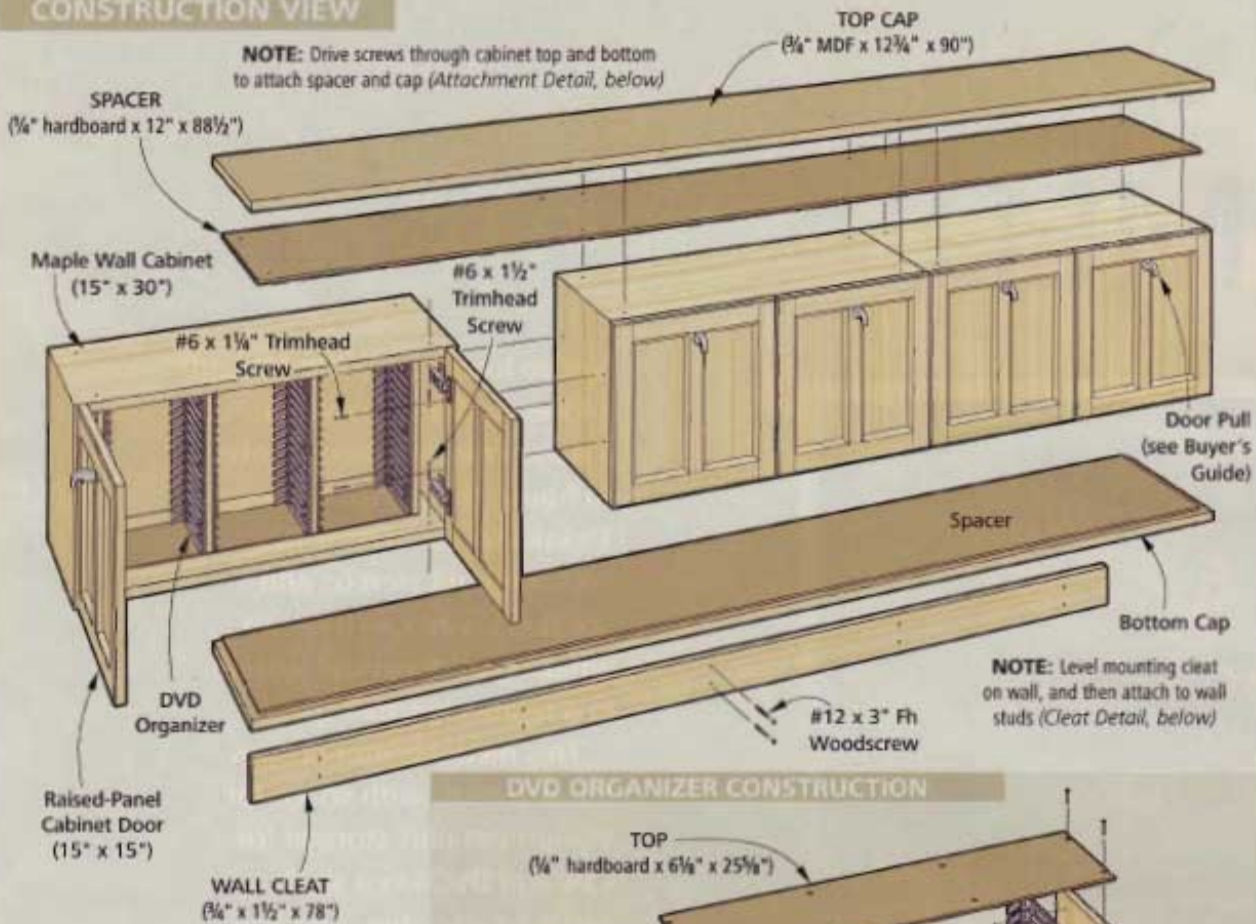 CONSTRUCTION VIEW
TOP CAP
(¾" MDF x 12¾" x 90")
NOTE: Drive screws through cabinet top and bottom
to attach spacer and cap (Attachment Detail, below)
SPACER
(¼" hardboard x 12" x 88½")
Maple Wall Cabinet
(15" x 30")
#6 x 1½"
Trimhead
Screw
#6 x 1¼" Trimhead
Screw
Door Pull
(see Buyer's
Guide)
Spacer
Bottom Cap
NOTE: Level mounting cleat
on wall, and then attach to wall
studs (Cleat Detail, below)
DVD
Organizer
#12 x 3" Fh
Woodscrew
Raised-Panel
Cabinet Door
(15" x 15")
WALL CLEAT
(¾" x 1½" x 78")
DVD ORGANIZER CONSTRUCTION
TOP
(¼" hardboard x 6⅛" x 25⅝")